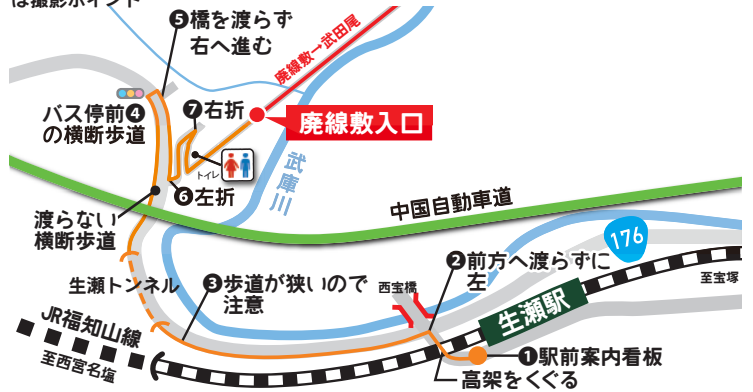 は撮影ポイント
❺橋を渡らず
右へ進む
廃線敷→武田尾
バス停前❹
の横断歩道
❼右折
廃線敷入口
トイレ
❻左折
武庫川
渡らない
横断歩道
中国自動車道
176
生瀬トンネル
❸歩道が狭いので
注意
❷前方へ渡らずに
左
西宝橋
至宝塚
生瀬駅
JR福知山線
至西宮名塩
❶駅前案内看板
高架をくぐる